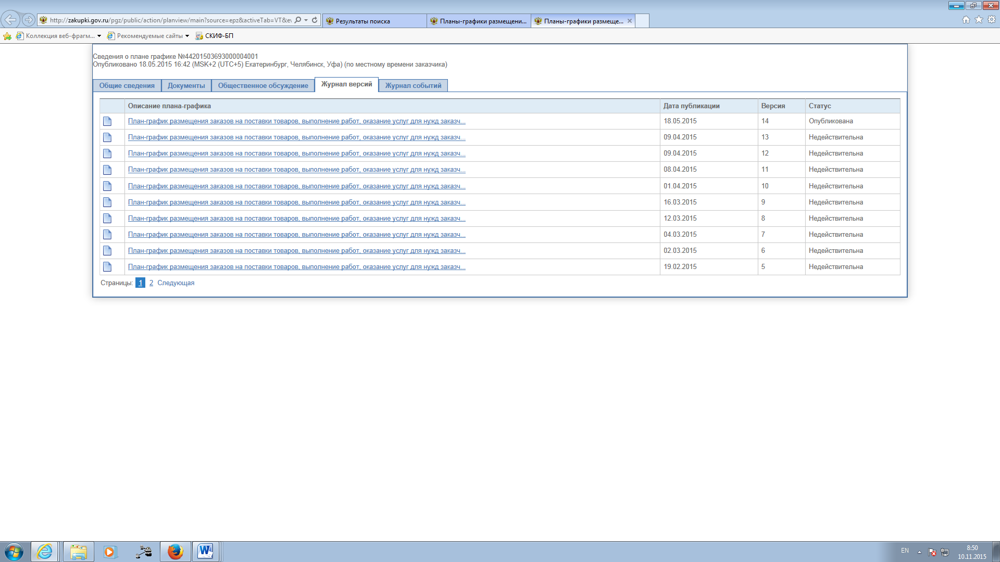 http://zakupki.gov.ru/pgz/public/action/planview/main?source=epz&activeTab=VT&e
Результаты поиска
Планы-графики размещени...
Планы-графики размеще...
Коллекция веб-фрагм...
Рекомендуемые сайты
СКИФ-БП
Сведения о плане графике №44201503693000004001
Опубликовано 18.05.2015 16:42 (MSK+2 (UTC+5) Екатеринбург, Челябинск, Уфа) (по местному времени заказчика)
Общие сведения Документы Общественное обсуждение Журнал версий Журнал событий
Описание плана-графика Дата публикации Версия Статус
План-график размещения заказов на поставки товаров, выполнение работ, оказание услуг для нужд заказч... 18.05.2015 14 Опубликована
План-график размещения заказов на поставки товаров, выполнение работ, оказание услуг для нужд заказч... 09.04.2015 13 Недействительна
План-график размещения заказов на поставки товаров, выполнение работ, оказание услуг для нужд заказч... 09.04.2015 12 Недействительна
План-график размещения заказов на поставки товаров, выполнение работ, оказание услуг для нужд заказч... 08.04.2015 11 Недействительна
План-график размещения заказов на поставки товаров, выполнение работ, оказание услуг для нужд заказч... 01.04.2015 10 Недействительна
План-график размещения заказов на поставки товаров, выполнение работ, оказание услуг для нужд заказч... 16.03.2015 9 Недействительна
План-график размещения заказов на поставки товаров, выполнение работ, оказание услуг для нужд заказч... 12.03.2015 8 Недействительна
План-график размещения заказов на поставки товаров, выполнение работ, оказание услуг для нужд заказч... 04.03.2015 7 Недействительна
План-график размещения заказов на поставки товаров, выполнение работ, оказание услуг для нужд заказч... 02.03.2015 6 Недействительна
План-график размещения заказов на поставки товаров, выполнение работ, оказание услуг для нужд заказч... 19.02.2015 5 Недействительна
Страницы: 1 2 Следующая
EN
8:50
10.11.2015